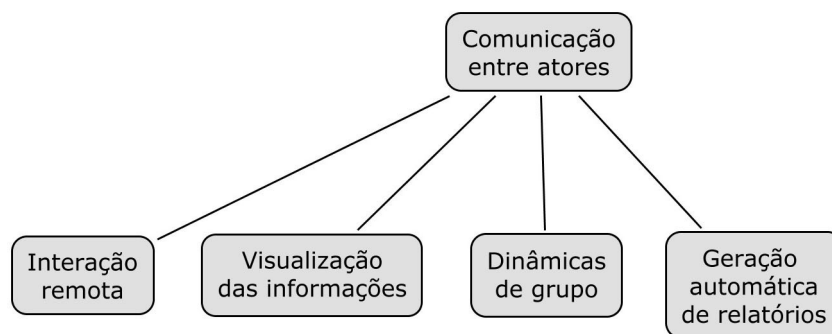 Comunicação
entre atores
Interação
remota
Visualização
das informações
Dinâmicas
de grupo
Geração
automática
de relatórios